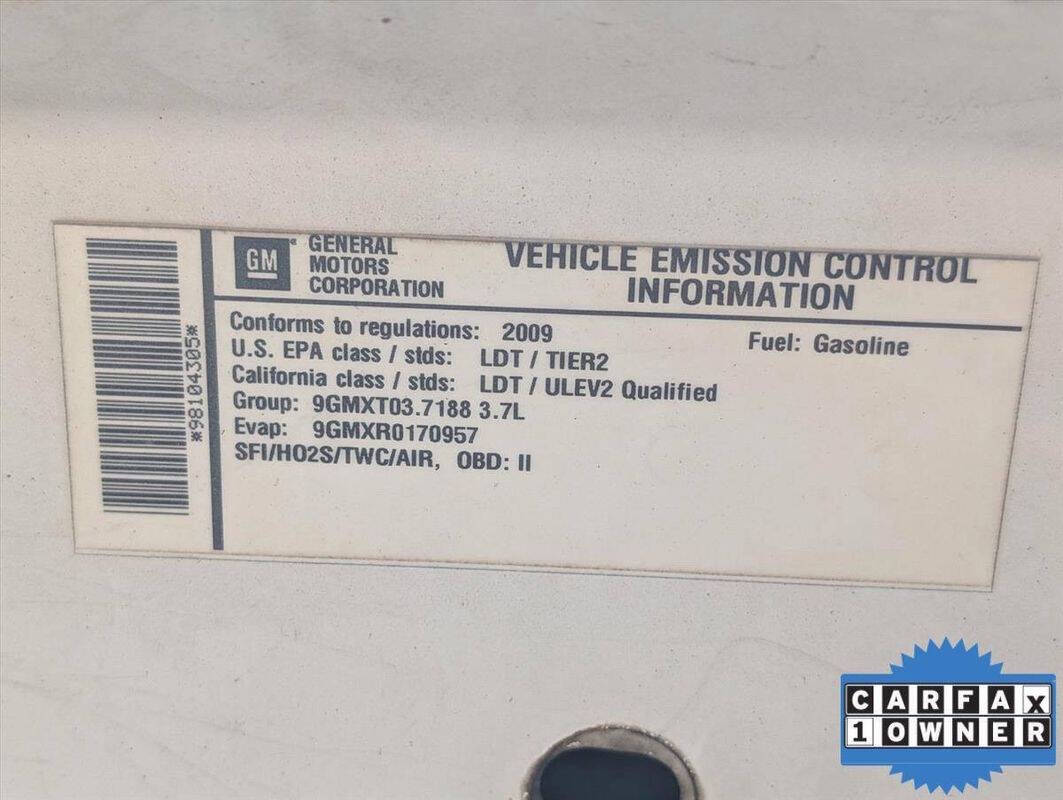 *98104305*
GM
GENERAL
MOTORS
CORPORATION
VEHICLE EMISSION CONTROL
INFORMATION
Conforms to regulations: 2009
Fuel: Gasoline
U.S. EPA class / stds: LDT / TIER2
California class / stds: LDT / ULEV2 Qualified
Group: 9GMXT03.7188 3.7L
Evap: 9GMXR0170957
SFI/HO2S/TWC/AIR, OBD: II
CARFAX
1 OWNER